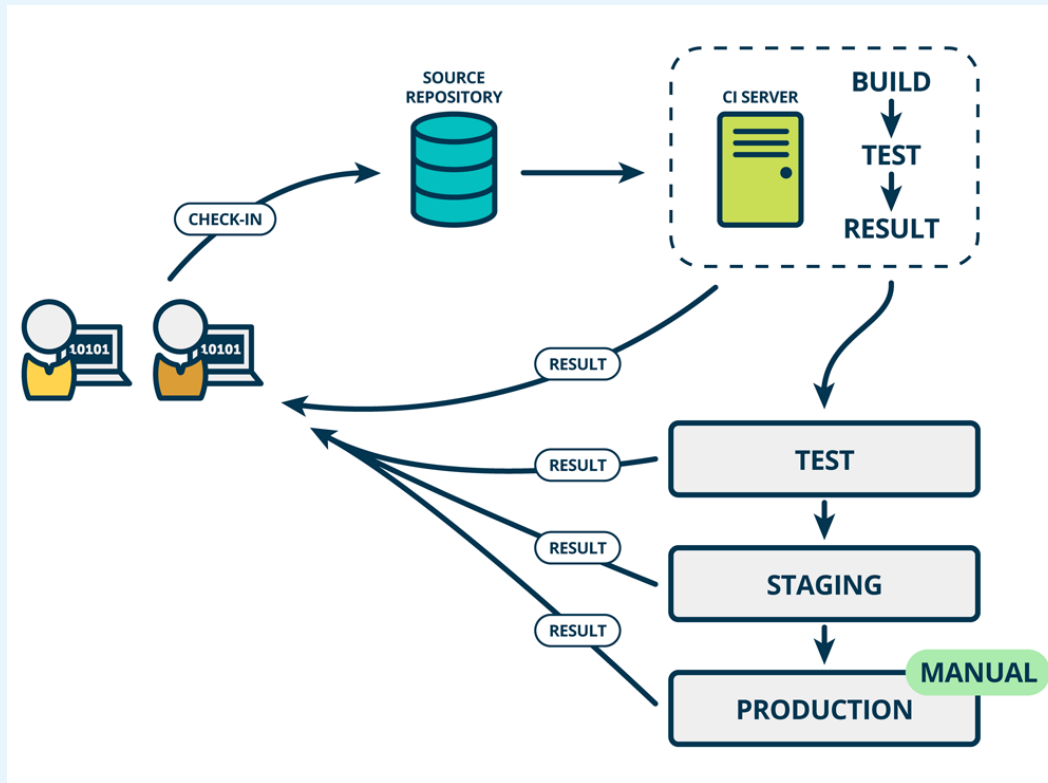 SOURCE
REPOSITORY
CI SERVER
BUILD
TEST
RESULT
CHECK-IN
10101
10101
RESULT
RESULT
TEST
RESULT
STAGING
RESULT
MANUAL
PRODUCTION